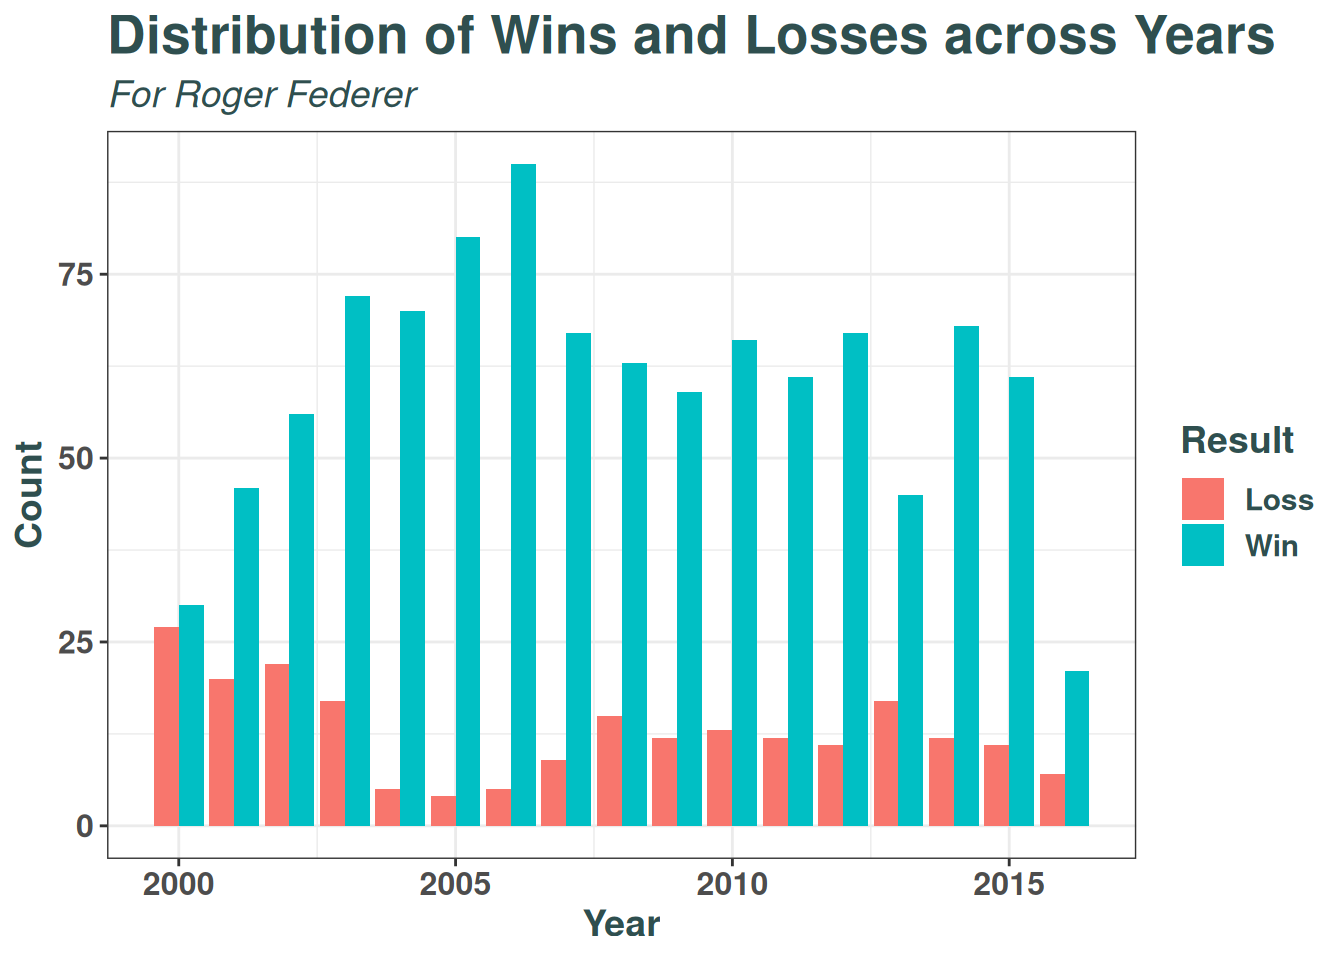 Distribution of Wins and Losses across Years
For Roger Federer
75
50
25
0
Count
2000 2005 2010 2015
Year
Result
Loss
Win